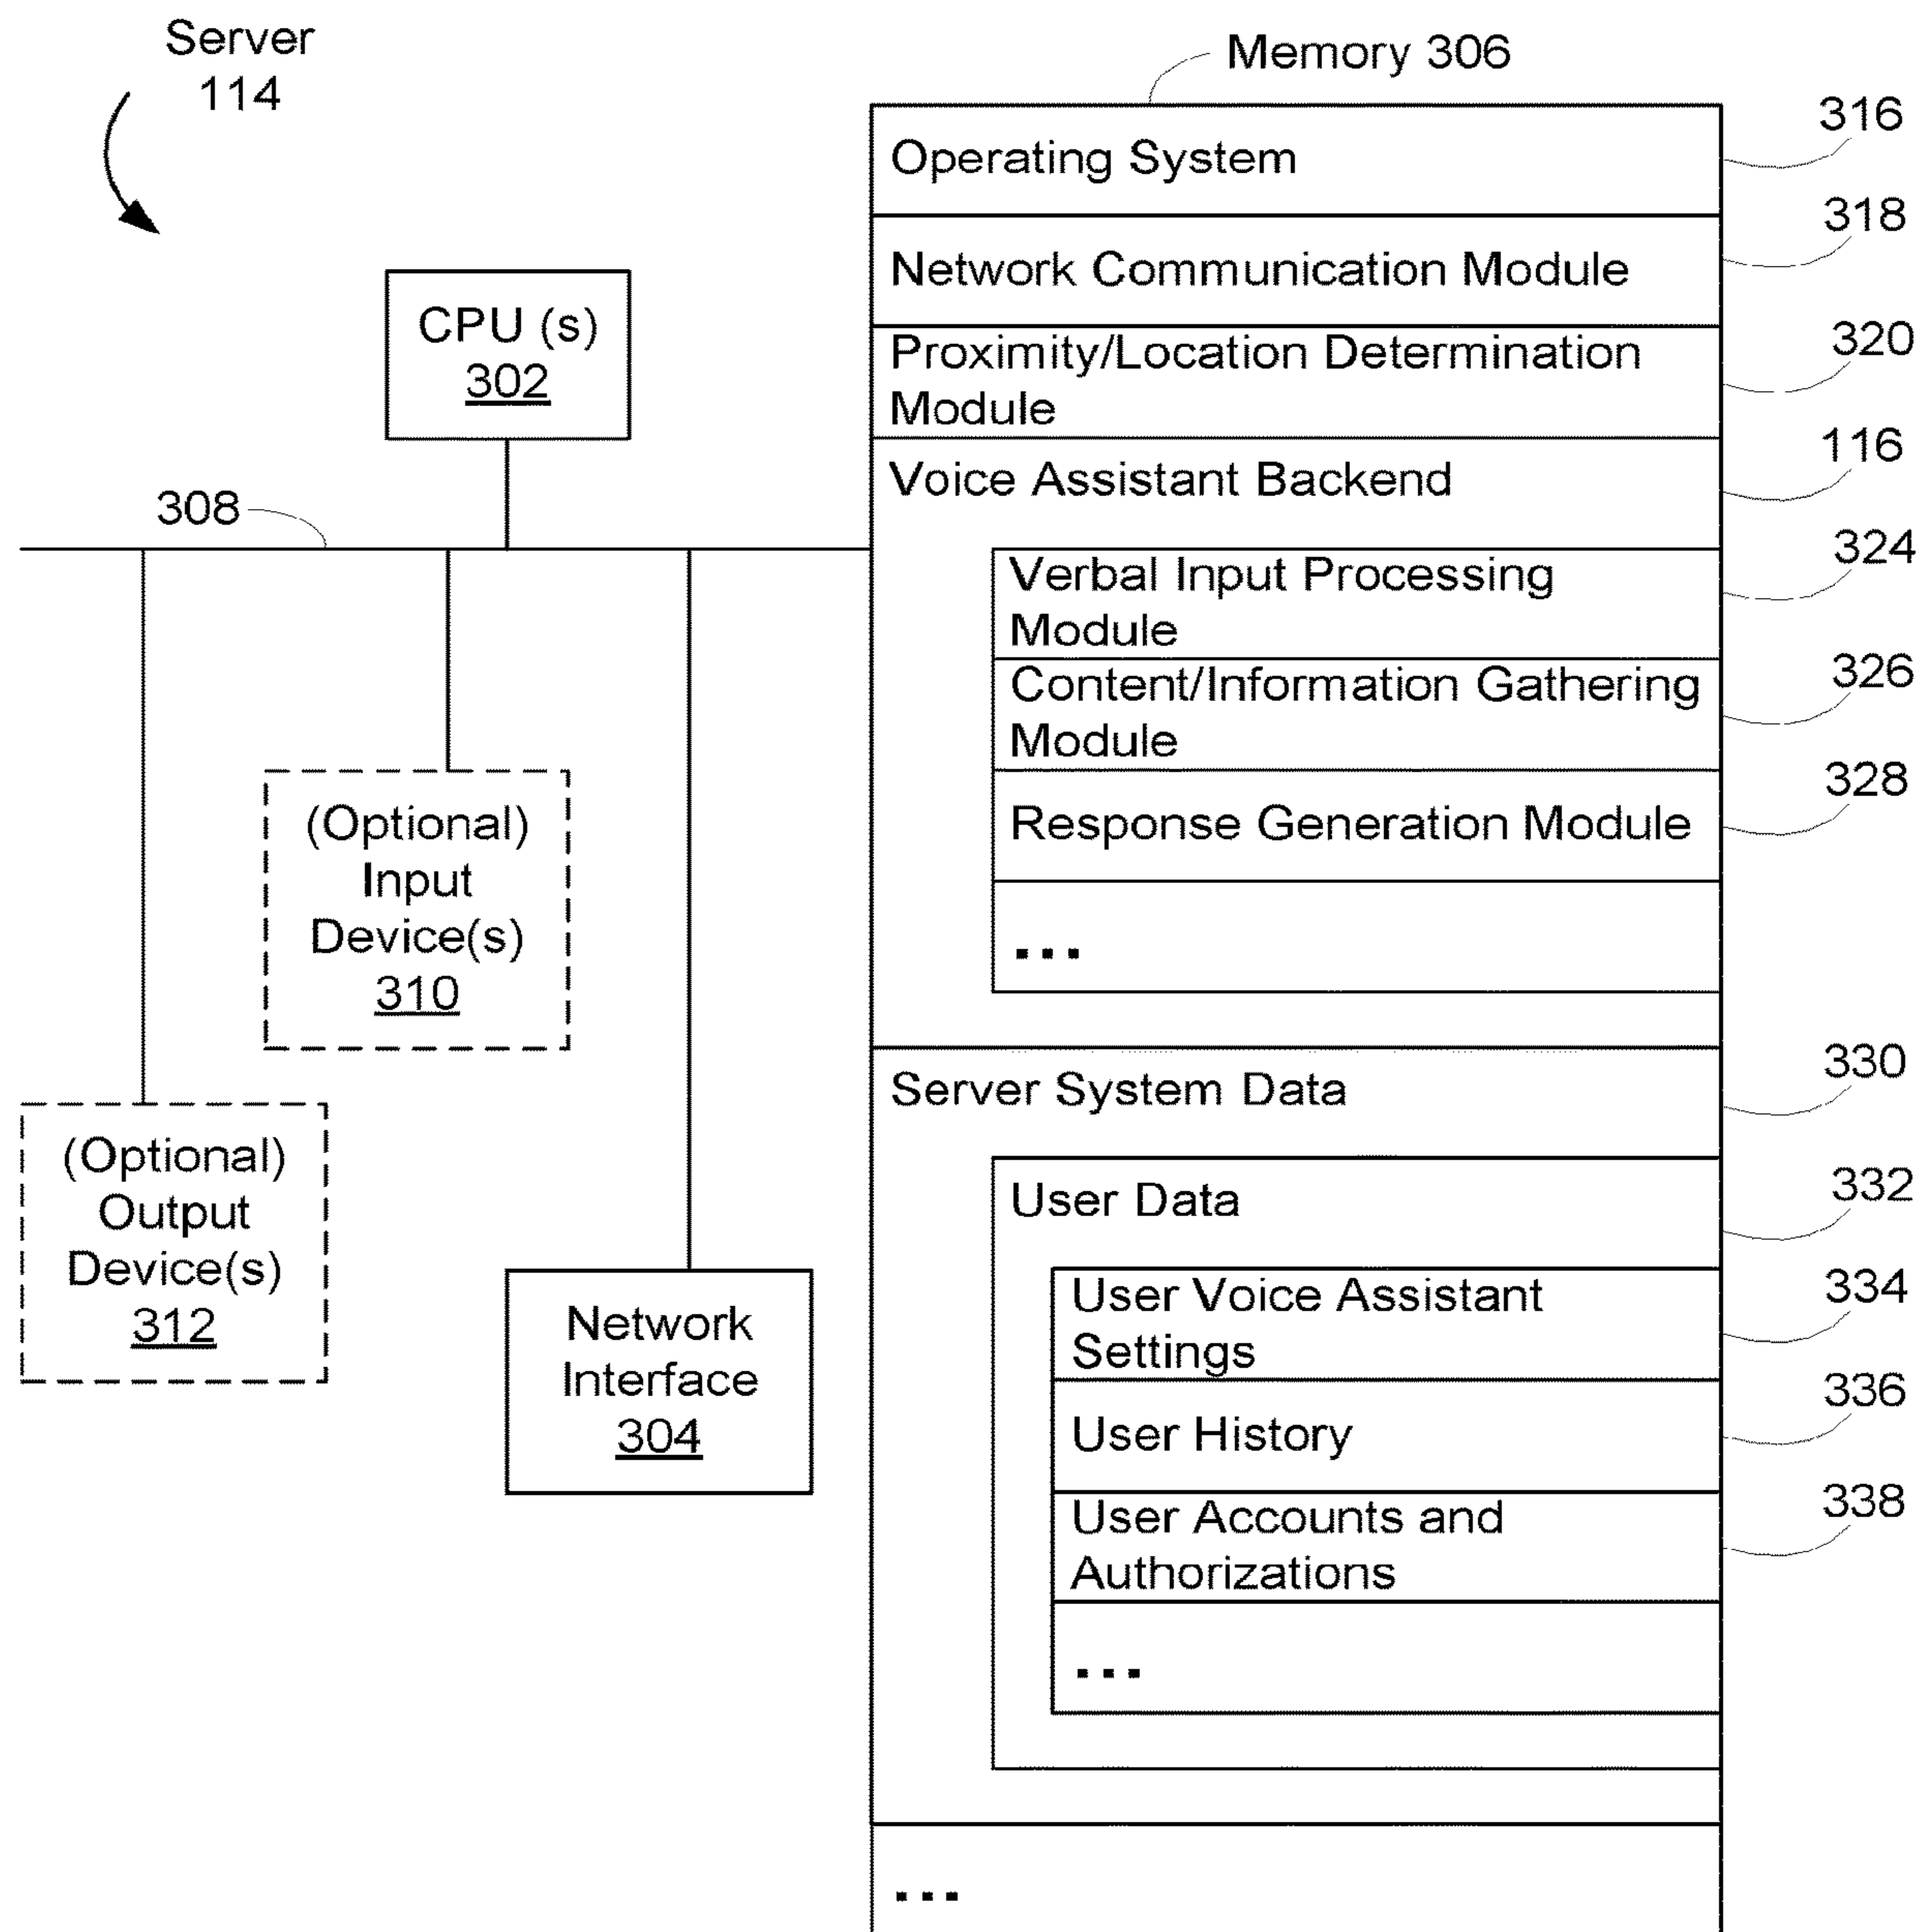 Server
114
Memory 306
Operating System
316
Network Communication Module
318
CPU (s)
302
Proximity/Location Determination
Module
320
Voice Assistant Backend
116
308
Verbal Input Processing
Module
324
Content/Information Gathering
Module
326
Response Generation Module
328
...
(Optional)
Input
Device(s)
310
Server System Data
330
(Optional)
Output
Device(s)
312
User Data
332
Network
Interface
304
User Voice Assistant
Settings
334
User History
336
User Accounts and
Authorizations
338
...
...